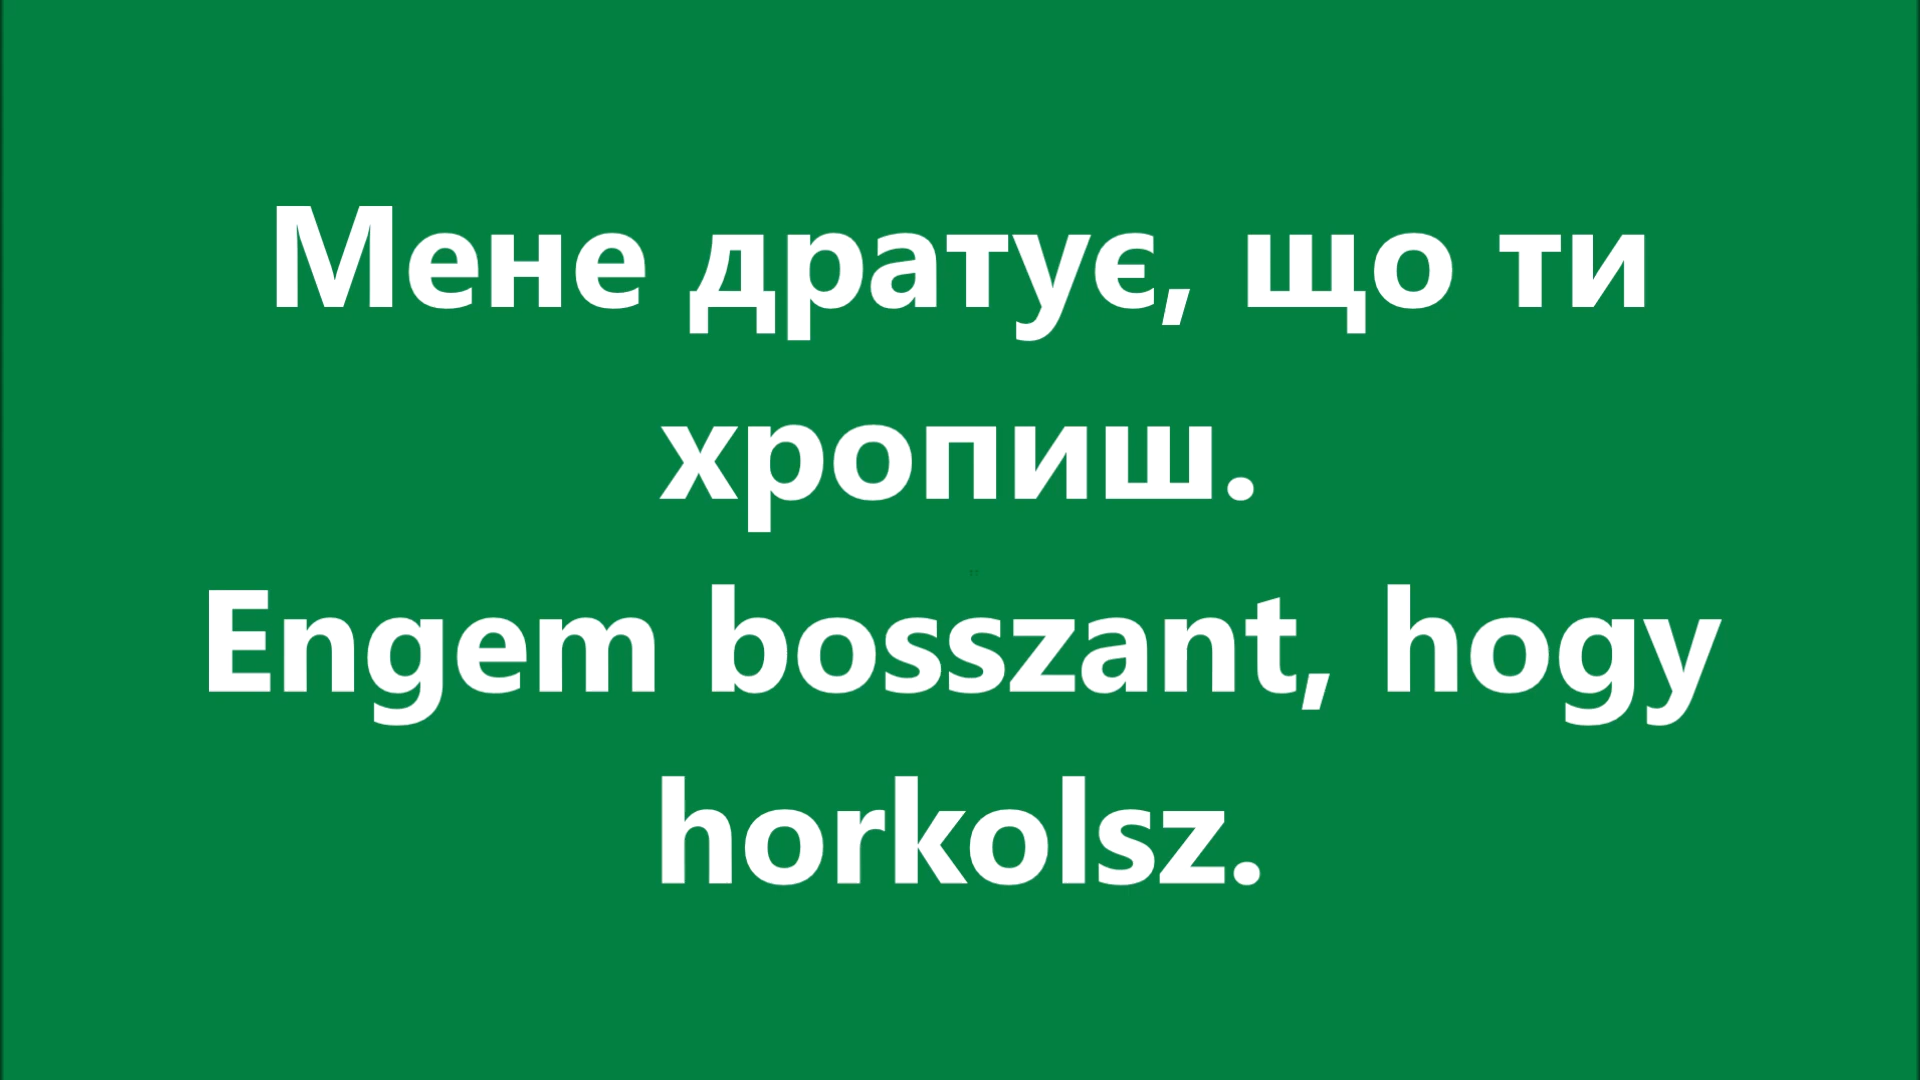 Мене дратує, що ти
хропиш.
Engem bosszant, hogy
horkolsz.